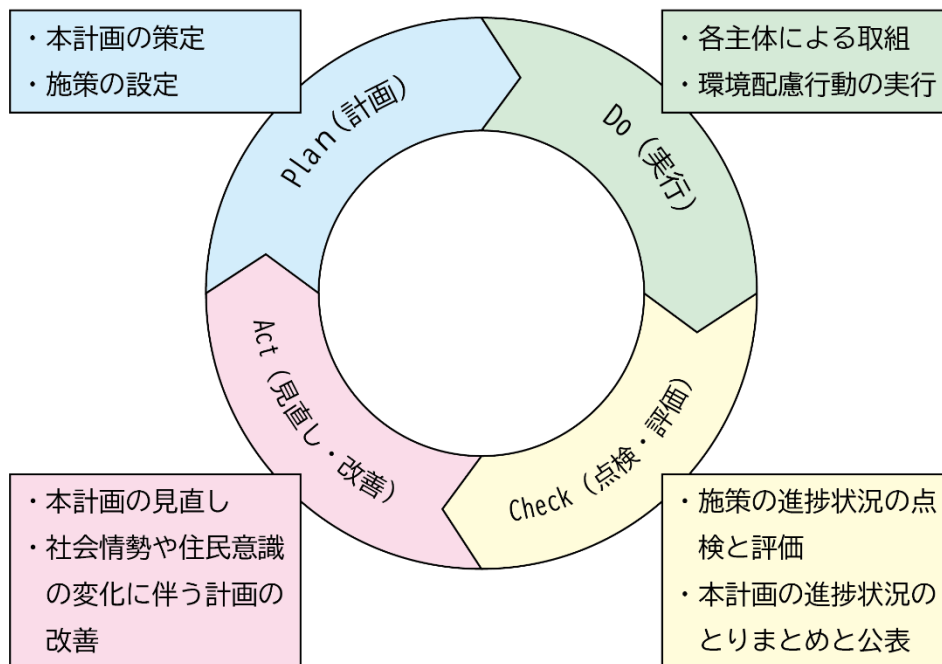 ・本計画の策定
・施策の設定
Plan(計画)
・各主体による取組
・環境配慮行動の実行
Do (実行)
Act (見直し・改善)
・本計画の見直し
・社会情勢や住民意識
の変化に伴う計画の
改善
Check (点検・評価)
・施策の進捗状況の点
検と評価
・本計画の進捗状況の
とりまとめと公表